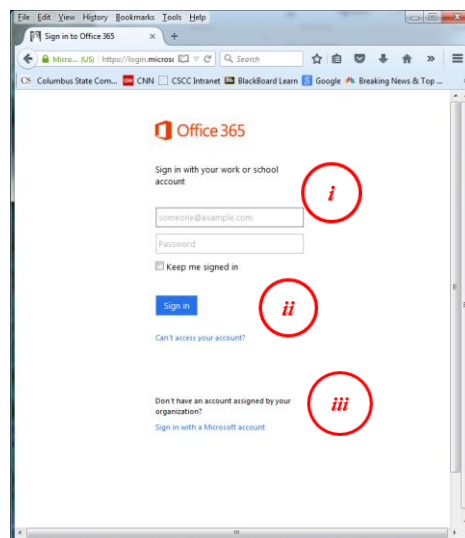 File Edit View History Bookmarks Tools Help
Sign in to Office 365 × +
Micro... (US) https://login.microso Search »
CS Columbus State Com... CNN CSCC Intranet BlackBoard Learn Google Breaking News & Top ...
Office 365
Sign in with your work or school
account
i
someone@example.com
Password
Keep me signed in
Sign in
ii
Can't access your account?
Don't have an account assigned by your
organization?
iii
Sign in with a Microsoft account